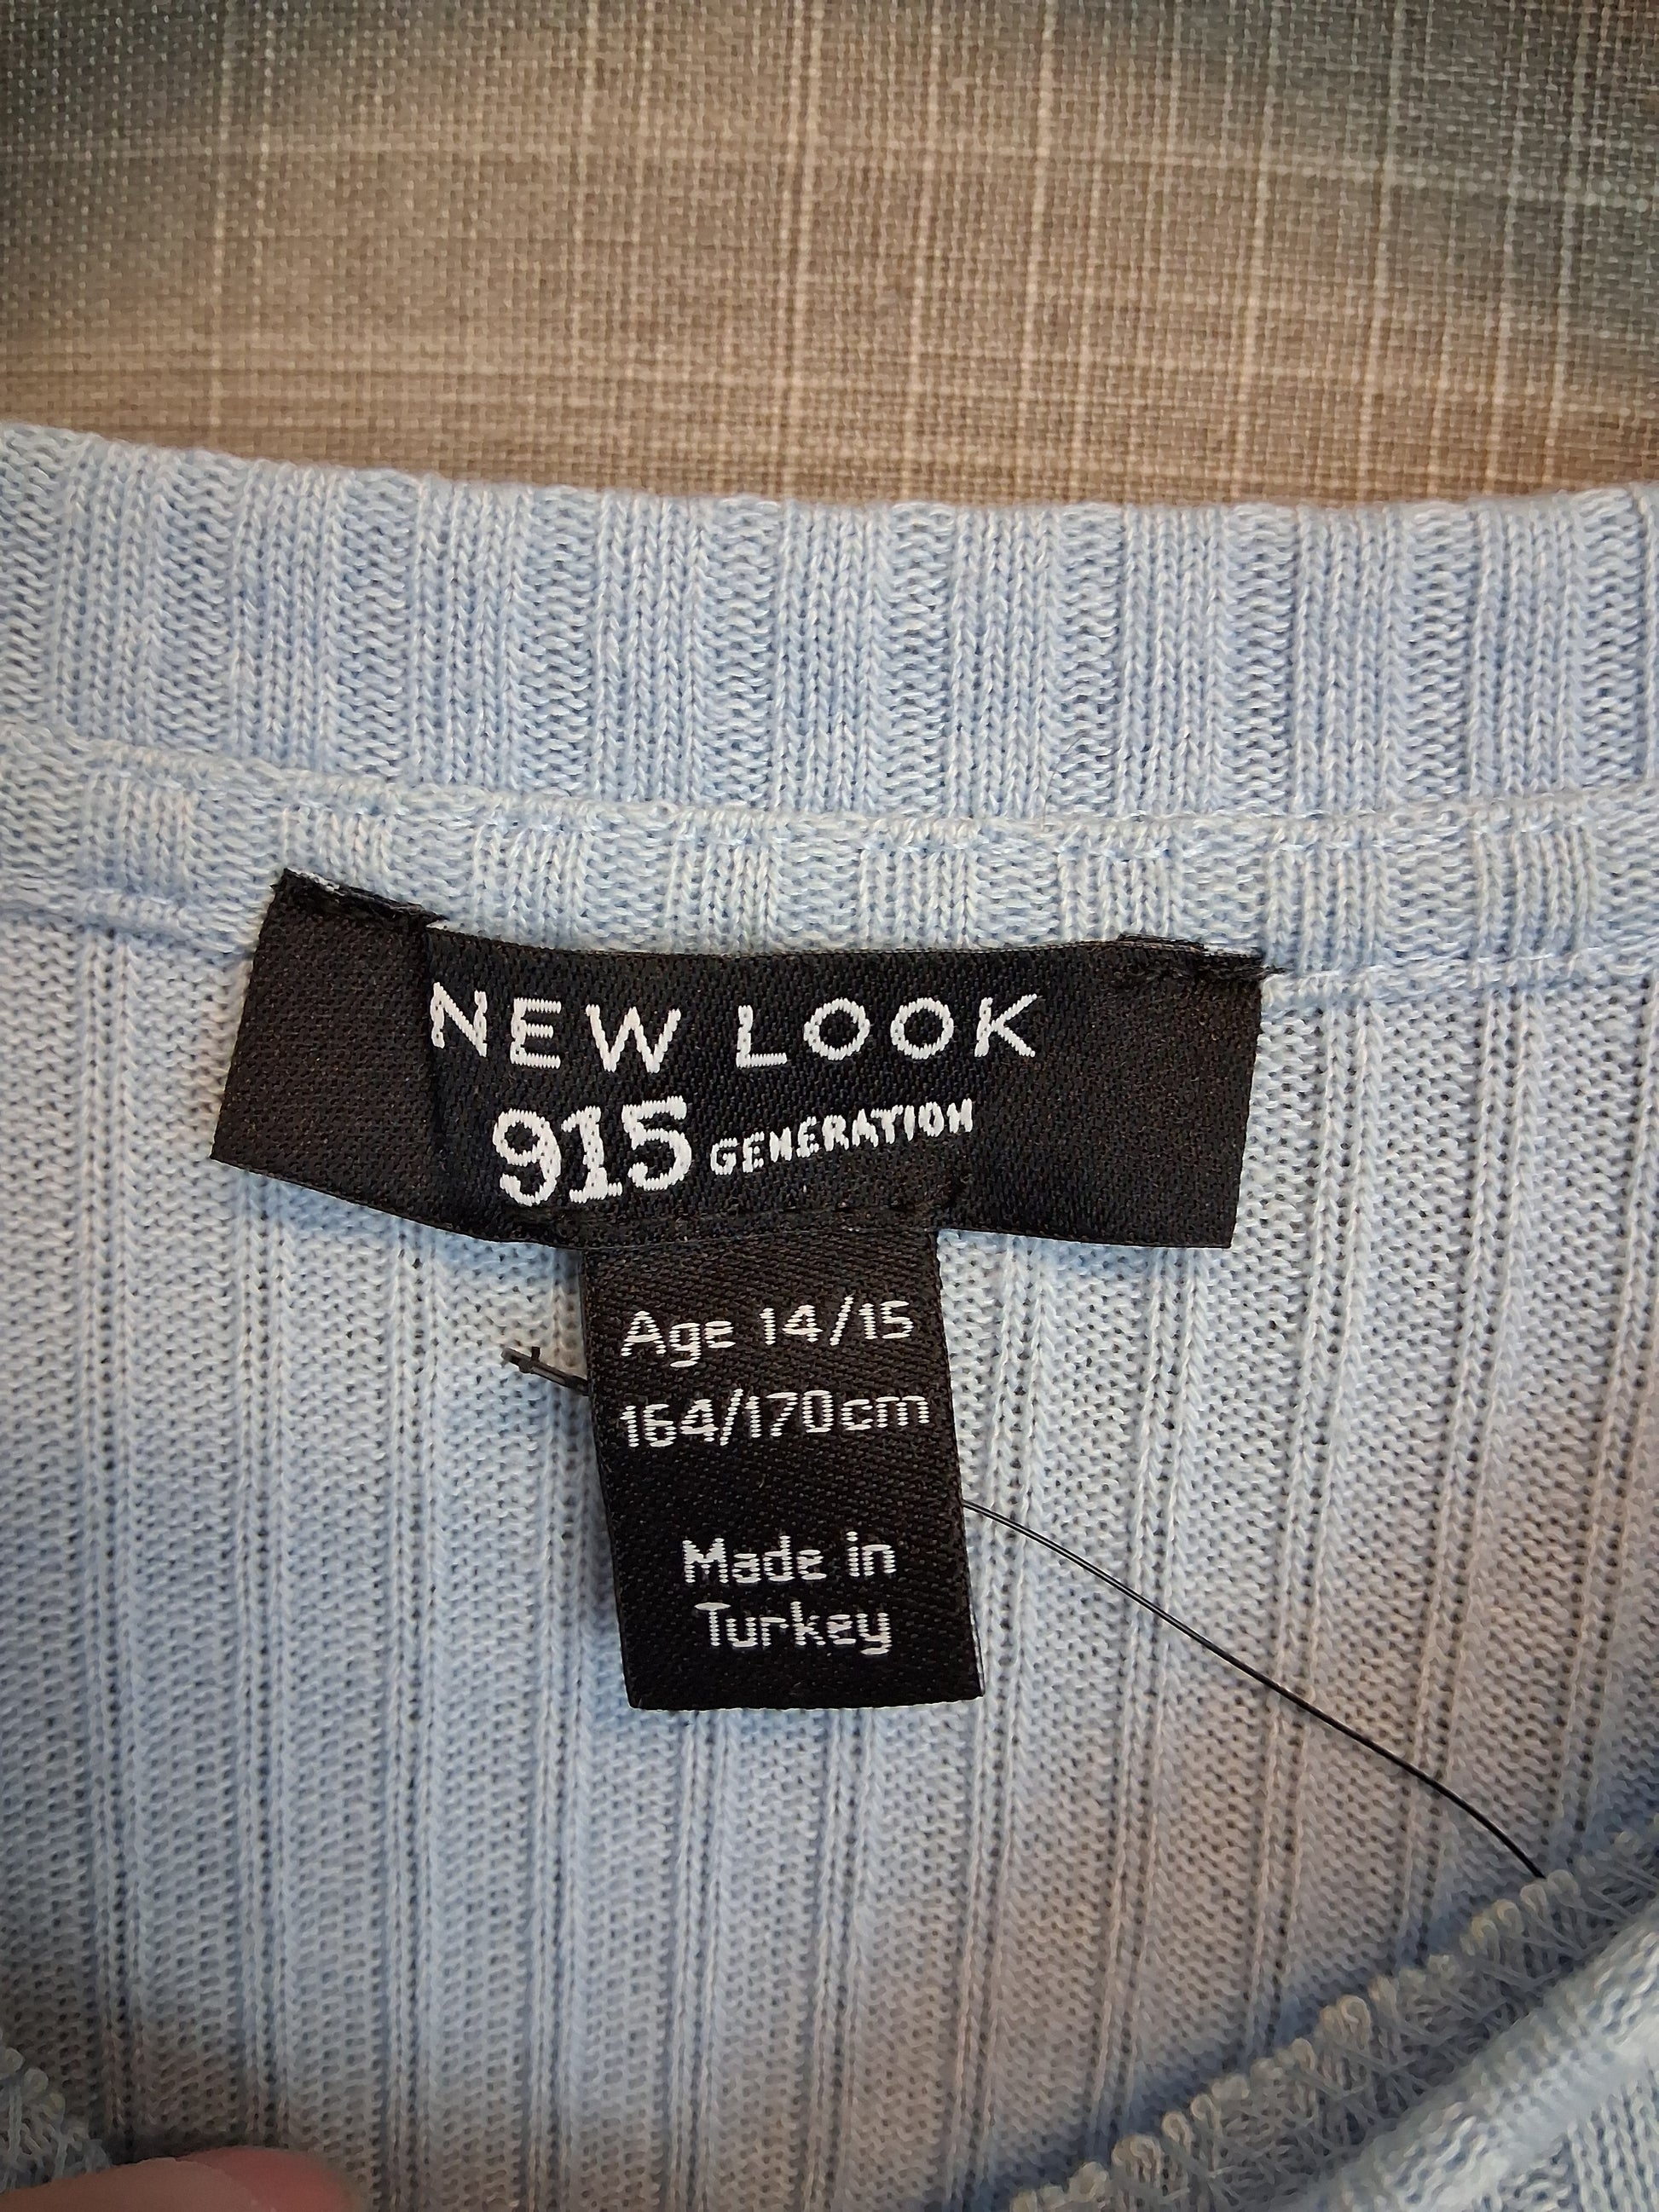 NEW LOOK
915 GENERATION
Age 14/15
164/170cm
Made in
Turkey